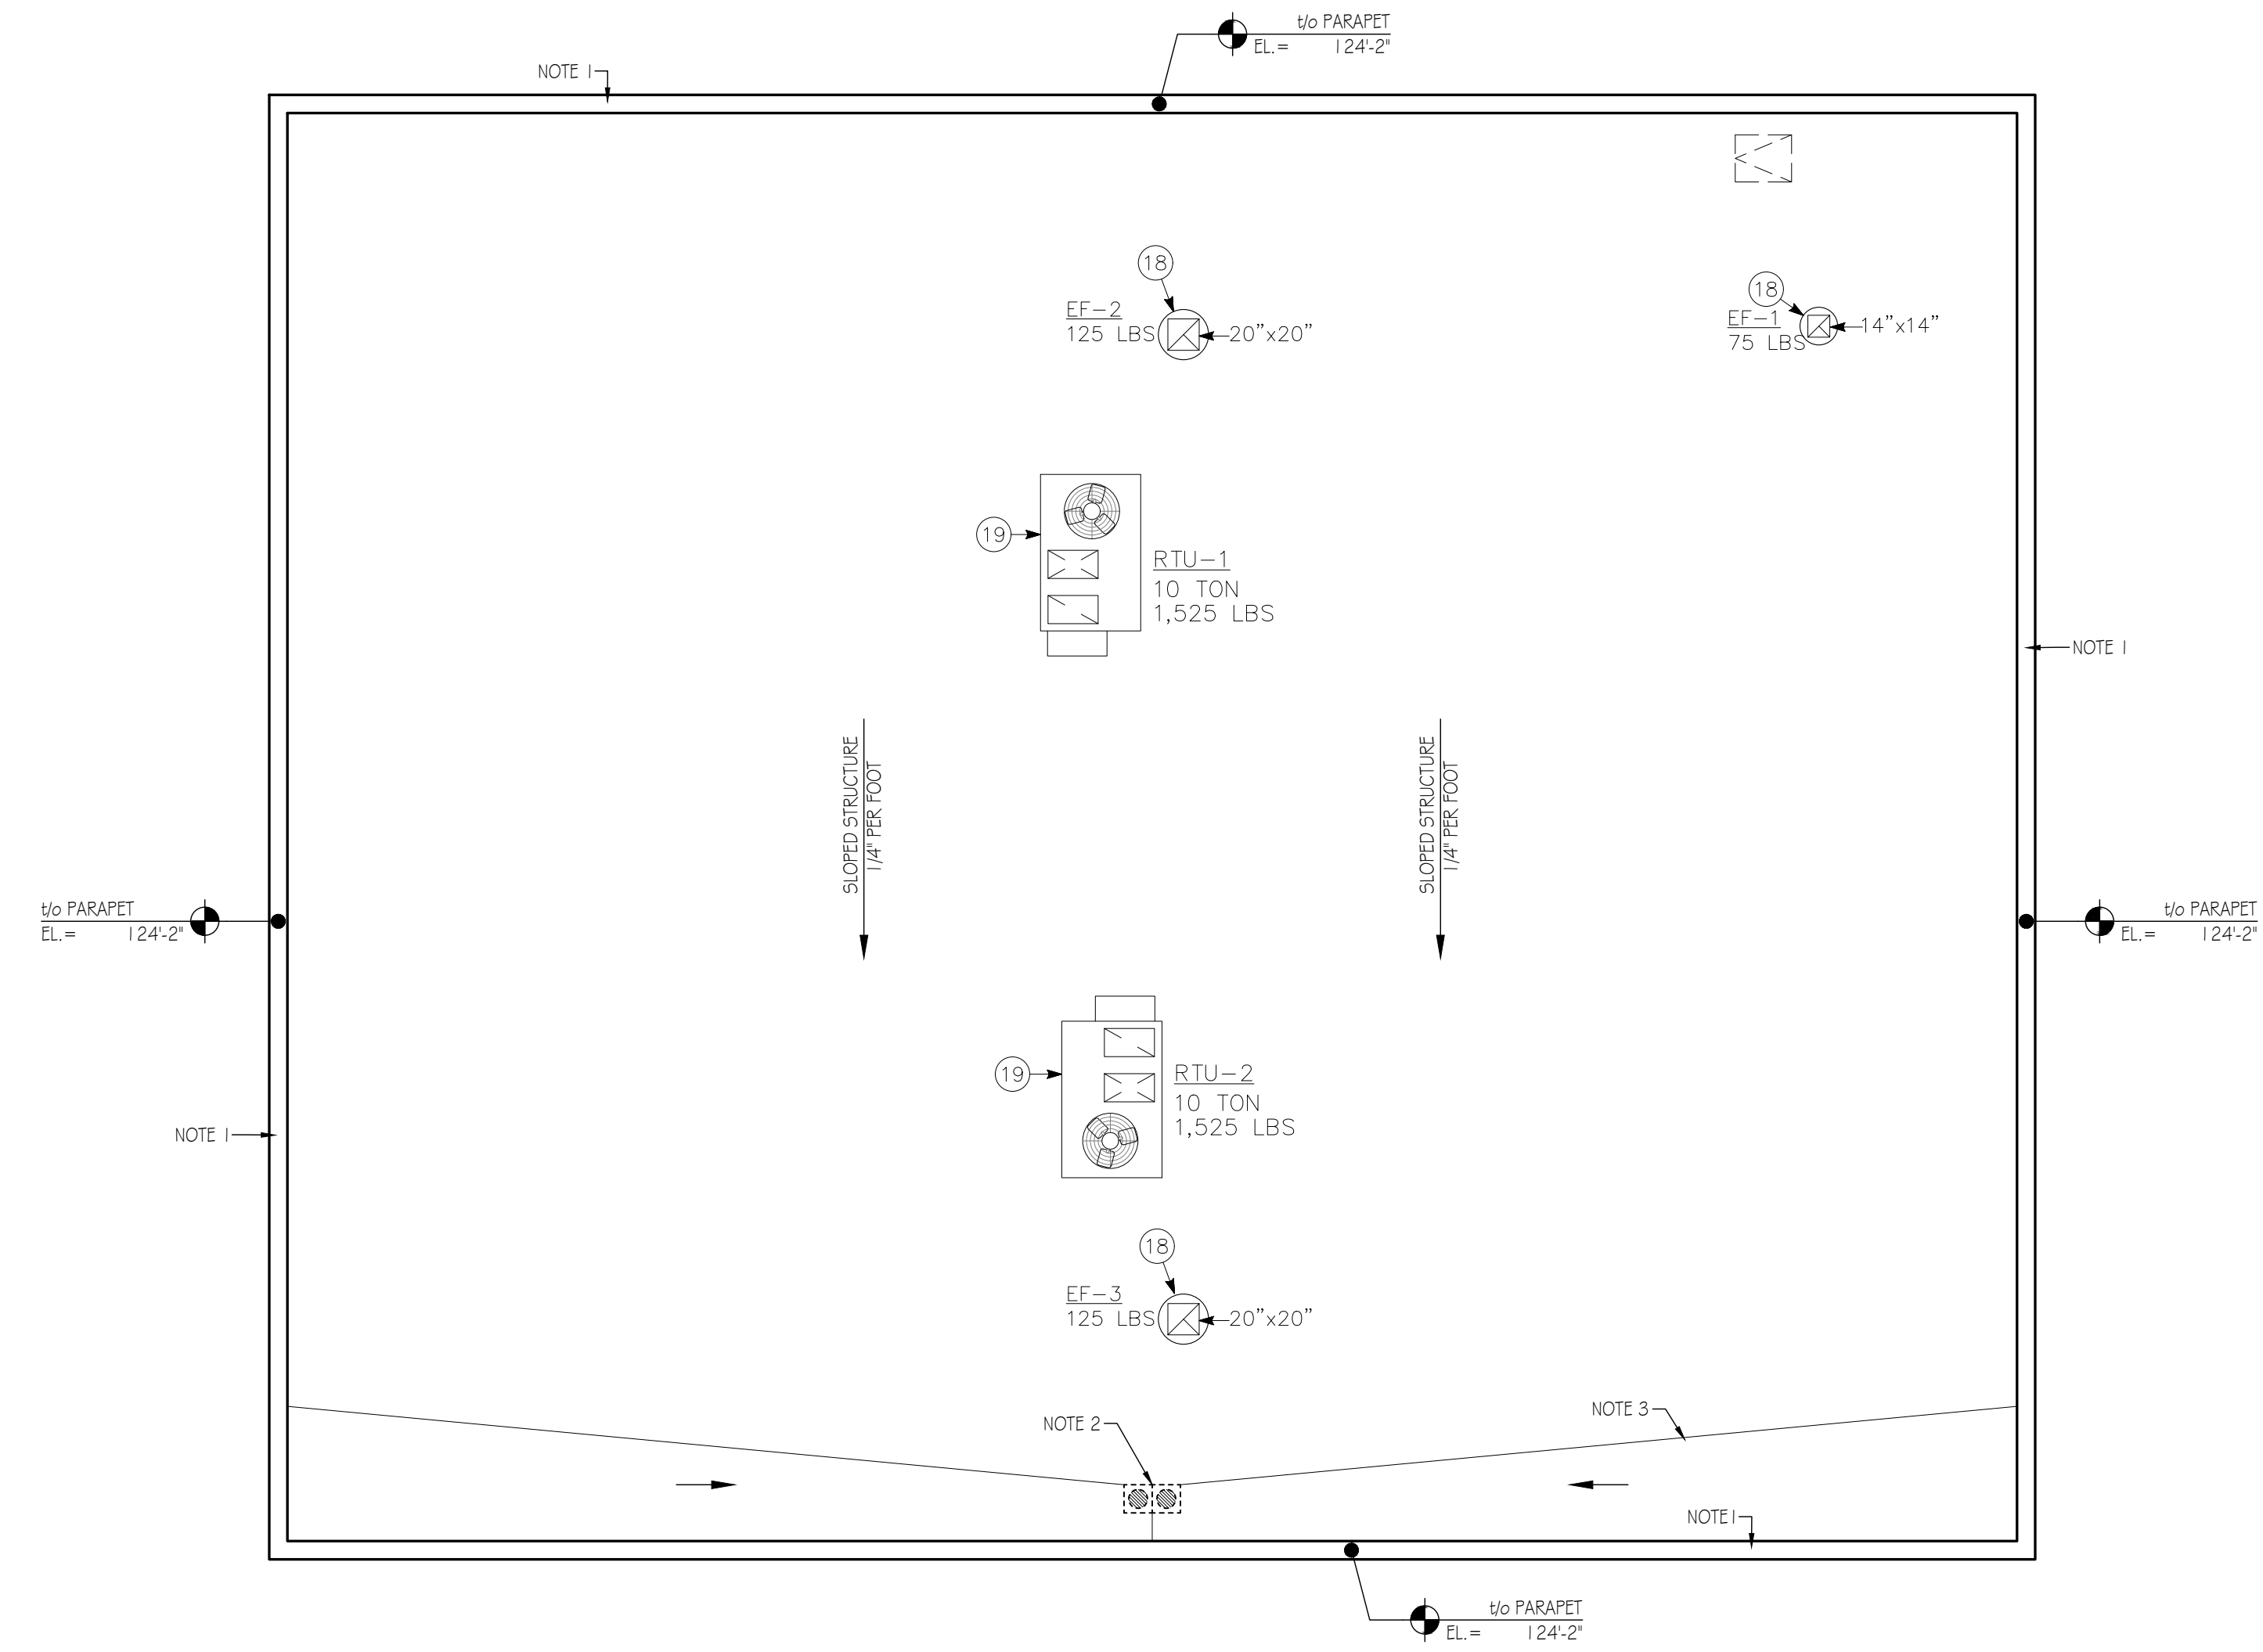 t/o PARAPET
EL.= 124'-2"
NOTE 1
18
EF-2
125 LBS
20"x20"
18
EF-1
75 LBS
14"x14"
19
RTU-1
10 TON
1,525 LBS
NOTE 1
SLOPED STRUCTURE
1/4" PER FOOT
SLOPED STRUCTURE
1/4" PER FOOT
t/o PARAPET
EL.= 124'-2"
t/o PARAPET
EL.= 124'-2"
19
RTU-2
10 TON
1,525 LBS
NOTE 1
18
EF-3
125 LBS
20"x20"
NOTE 2
NOTE 3
NOTE1
t/o PARAPET
EL.= 124'-2"